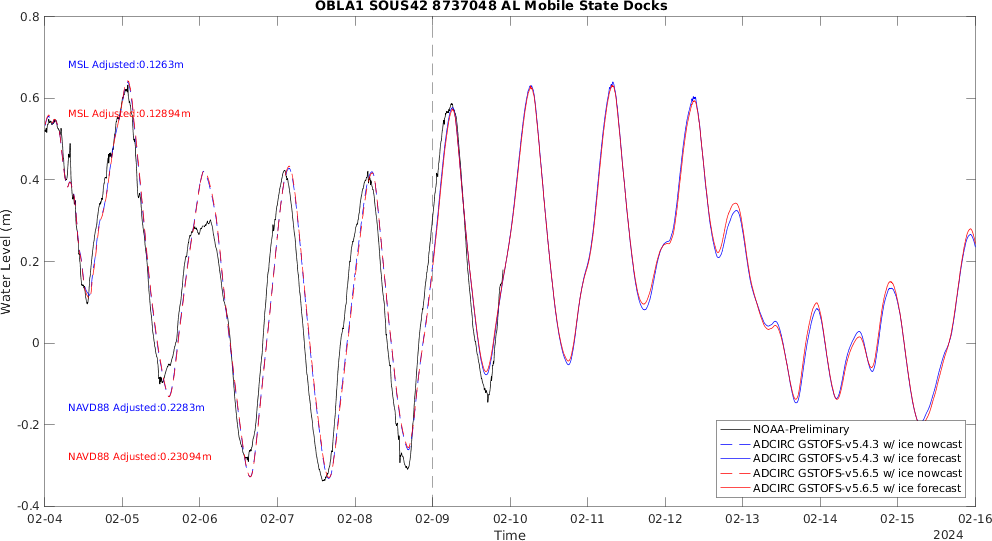 OBLA1 SOUS42 8737048 AL Mobile State Docks
0.8
0.6
0.4
0.2
0
-0.2
-0.4
Water Level (m)
MSL Adjusted:0.1263m
MSL Adjusted:0.12894m
NAVD88 Adjusted:0.2283m
NAVD88 Adjusted:0.23094m
NOAA-Preliminary
ADCIRC GSTOFS-v5.4.3 w/ ice nowcast
ADCIRC GSTOFS-v5.4.3 w/ ice forecast
ADCIRC GSTOFS-v5.6.5 w/ ice nowcast
ADCIRC GSTOFS-v5.6.5 w/ ice forecast
02-04 02-05 02-06 02-07 02-08 02-09 02-10 02-11 02-12 02-13 02-14 02-15 02-16
Time
2024